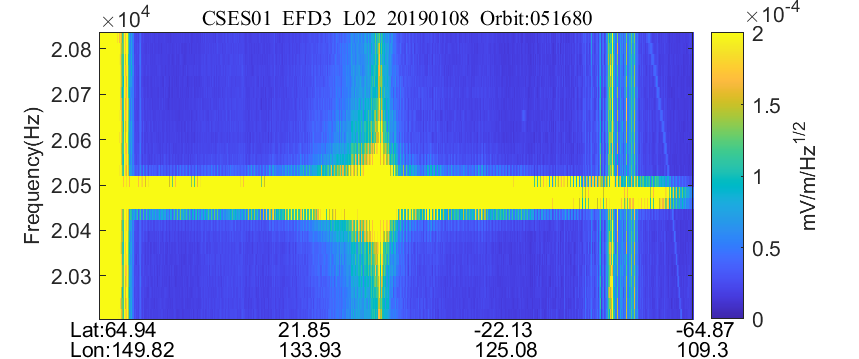 ×10⁴ CSES01 EFD3 L02 20190108 Orbit:051680 ×10⁻⁴
2.08
2.07
2.06
2.05
2.04
2.03
Frequency(Hz)
2
1.5
1
0.5
0
mV/m/Hz^1/2
Lat:64.94 21.85 -22.13 -64.87
Lon:149.82 133.93 125.08 109.3